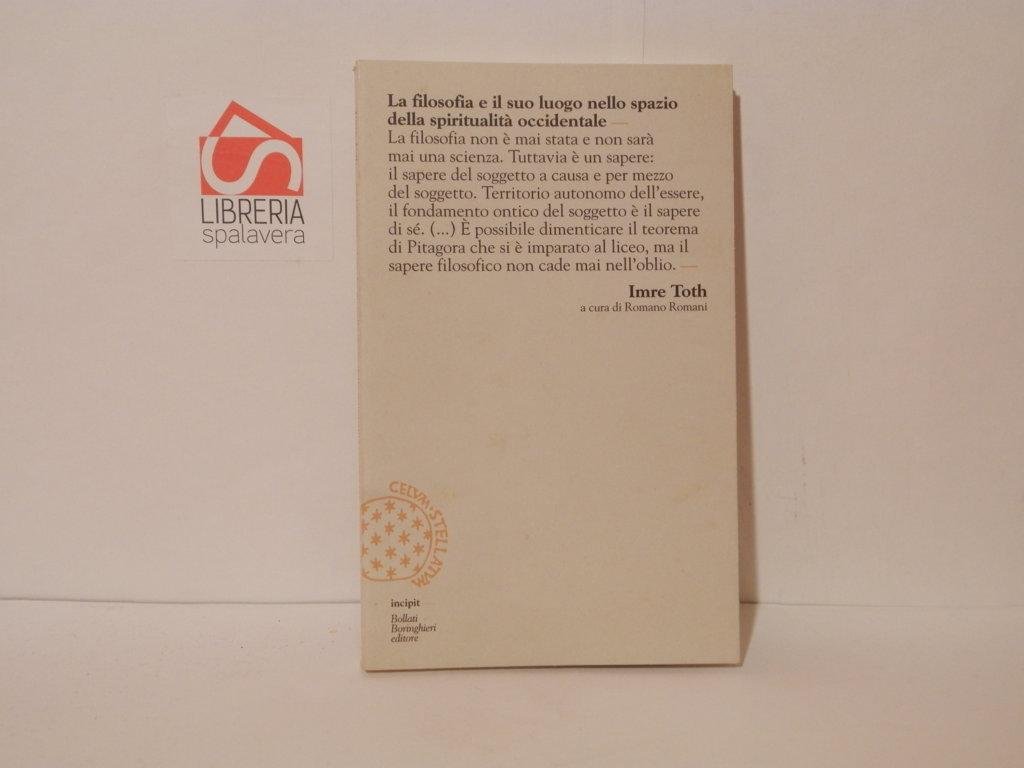 LIBRERIA
spalavera
La filosofia e il suo luogo nello spazio
della spiritualità occidentale —
La filosofia non è mai stata e non sarà
mai una scienza. Tuttavia è un sapere:
il sapere del soggetto a causa e per mezzo
del soggetto. Territorio autonomo dell'essere,
il fondamento ontico del soggetto è il sapere
di sé. (...) È possibile dimenticare il teorema
di Pitagora che si è imparato al liceo, ma il
sapere filosofico non cade mai nell'oblio. —
Imre Toth
a cura di Romano Romani
CELVM·STELLATVM
incipit
Bollati
Boringhieri
editore